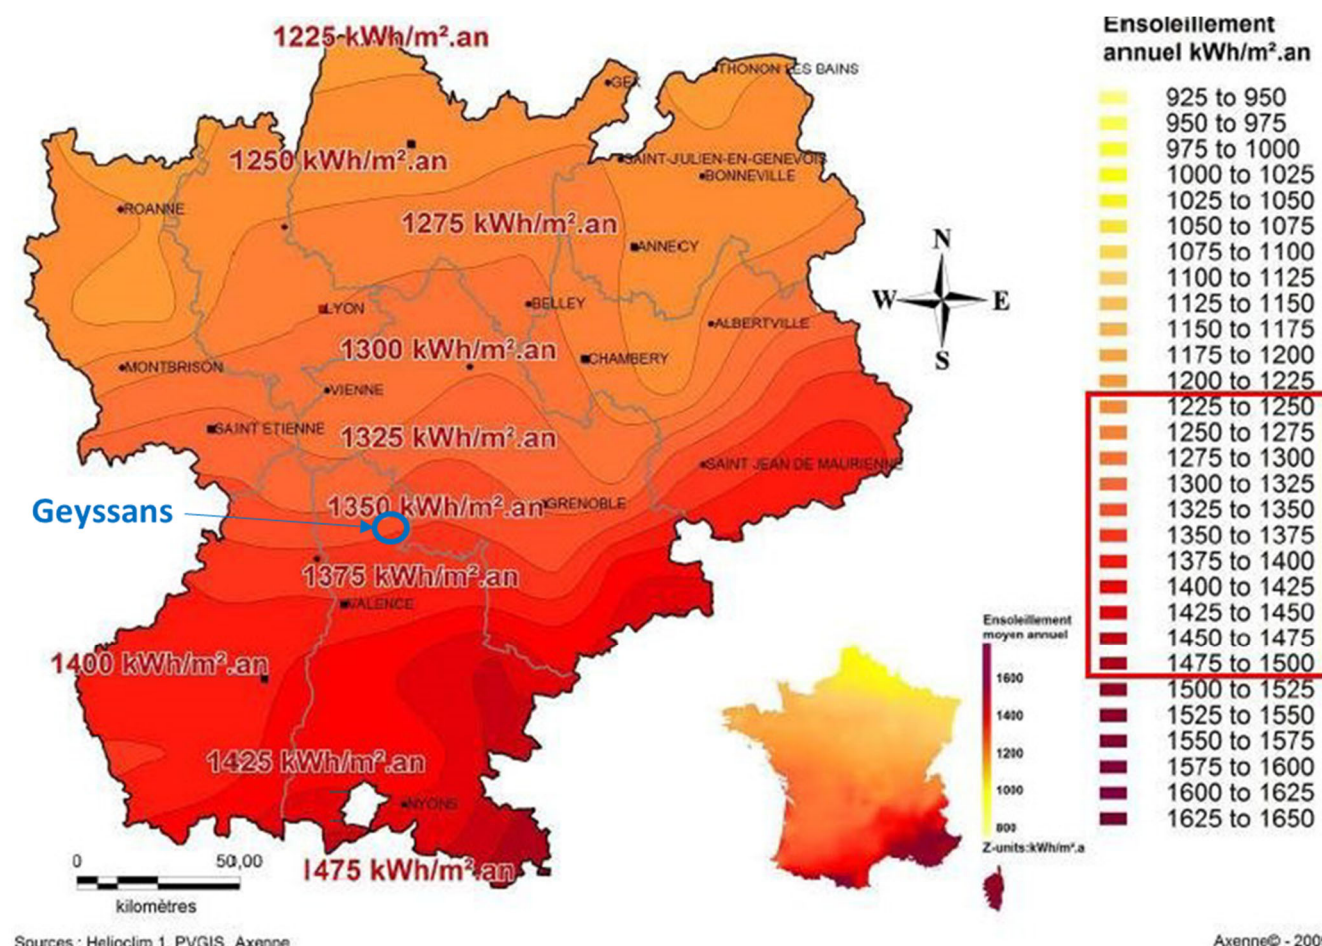 1225 kWh/m².an
Ensoleillement
annuel kWh/m².an
GEX
THONON LES BAINS
925 to 950
950 to 975
975 to 1000
1000 to 1025
1025 to 1050
1050 to 1075
1075 to 1100
1100 to 1125
1125 to 1150
1150 to 1175
1175 to 1200
1200 to 1225
1225 to 1250
1250 to 1275
1275 to 1300
1300 to 1325
1325 to 1350
1350 to 1375
1375 to 1400
1400 to 1425
1425 to 1450
1450 to 1475
1475 to 1500
1500 to 1525
1525 to 1550
1550 to 1575
1575 to 1600
1600 to 1625
1625 to 1650
1250 kWh/m².an
SAINT-JULIEN-EN-GENEVOIS
BONNEVILLE
ROANNE
1275 kWh/m².an
ANNECY
N
W
E
S
LYON
BELLEY
ALBERTVILLE
1300 kWh/m².an
CHAMBERY
MONTBRISON
VIENNE
SAINT ETIENNE
1325 kWh/m².an
SAINT JEAN DE MAURIENNE
Geyssans
1350 kWh/m².an
GRENOBLE
1375 kWh/m².an
VALENCE
1400 kWh/m².an
1425 kWh/m².an
NYONS
1475 kWh/m².an
Ensoleillement
moyen annuel
1600
1400
1200
1000
800
Z-units:kWh/m².a
0
50,00
kilomètres
Sources : Helioclim 1, PVGIS, Axenne
Axenne© - 200